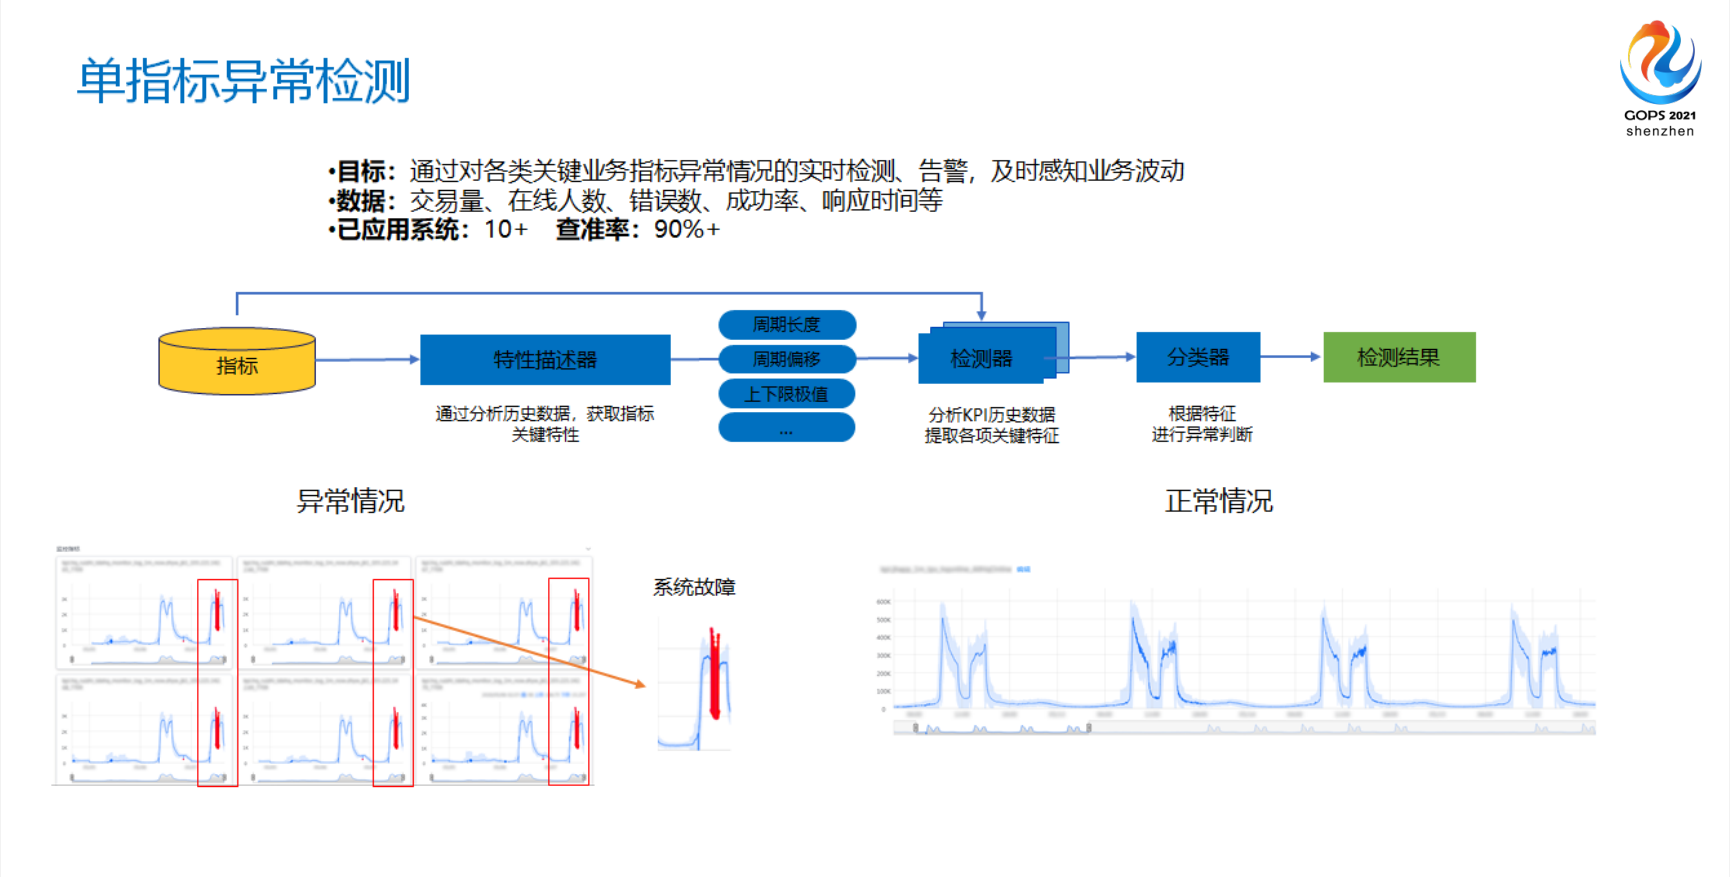 单指标异常检测
GOPS 2021
shenzhen
•目标：通过对各类关键业务指标异常情况的实时检测、告警，及时感知业务波动
•数据：交易量、在线人数、错误数、成功率、响应时间等
•已应用系统：10+ 查准率：90%+
指标
特性描述器
通过分析历史数据，获取指标
关键特性
周期长度
周期偏移
上下限极值
...
检测器
分析KPI历史数据
提取各项关键特征
分类器
根据特征
进行异常判断
检测结果
异常情况
正常情况
系统故障
600K
500K
400K
300K
200K
100K
0